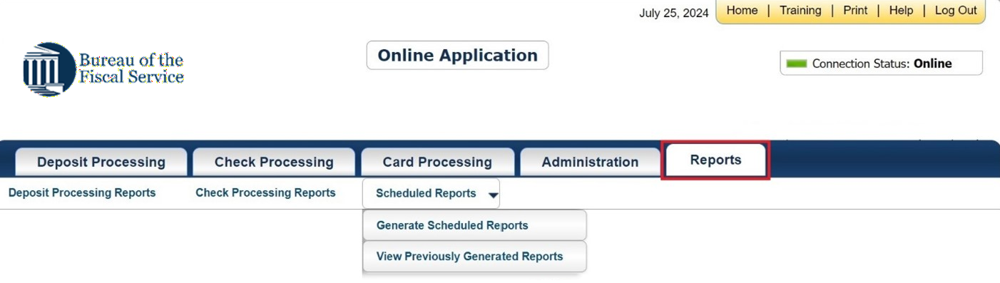 July 25, 2024 Home | Training | Print | Help | Log Out
Bureau of the
Fiscal Service
Online Application
Connection Status: Online
Deposit Processing Check Processing Card Processing Administration Reports
Deposit Processing Reports Check Processing Reports Scheduled Reports
Generate Scheduled Reports
View Previously Generated Reports